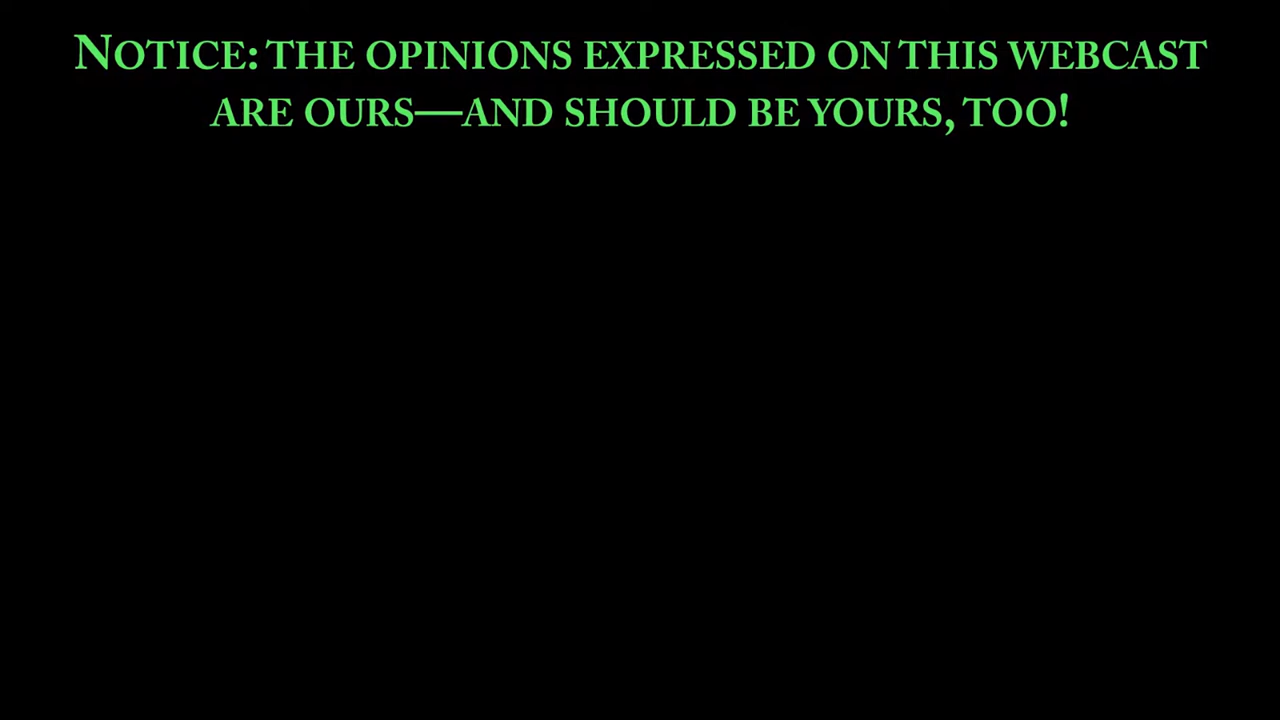 NOTICE: THE OPINIONS EXPRESSED ON THIS WEBCAST
ARE OURS—AND SHOULD BE YOURS, TOO!